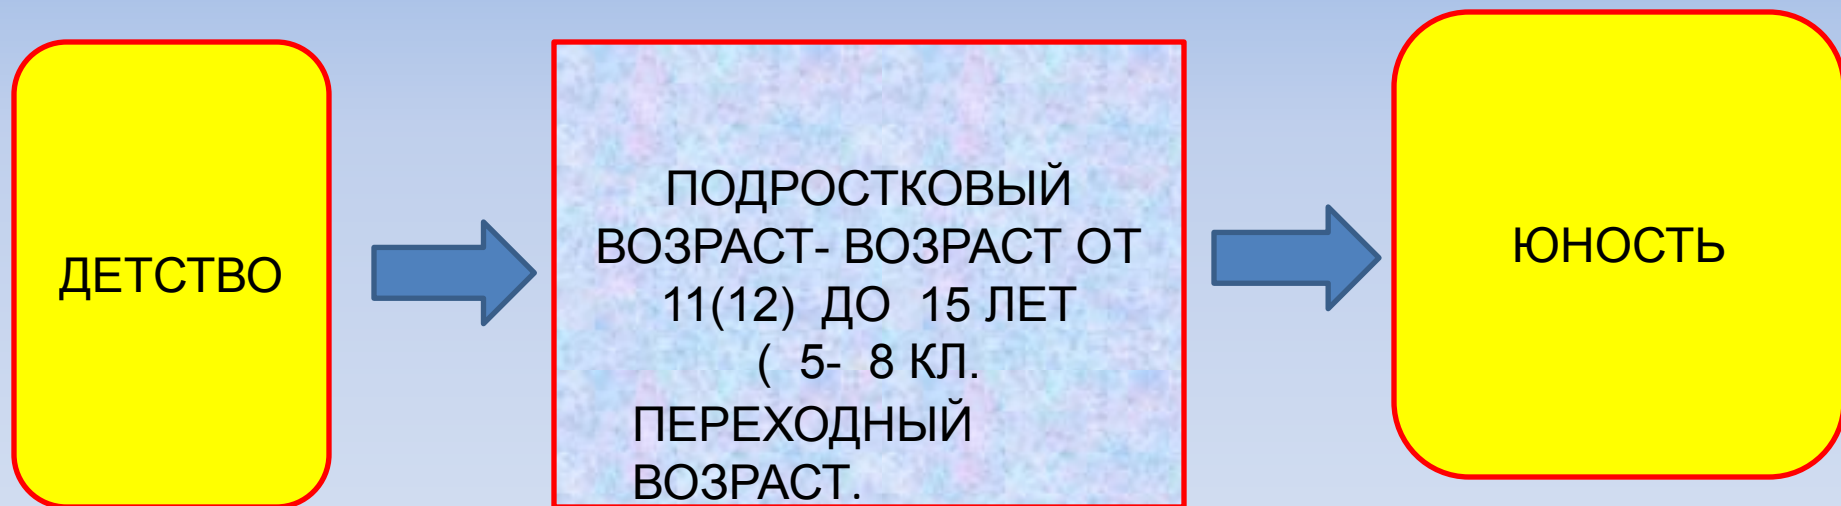 ДЕТСТВО
ПОДРОСТКОВЫЙ
ВОЗРАСТ- ВОЗРАСТ ОТ
11(12) ДО 15 ЛЕТ
( 5- 8 КЛ.
ПЕРЕХОДНЫЙ
ВОЗРАСТ.
ЮНОСТЬ